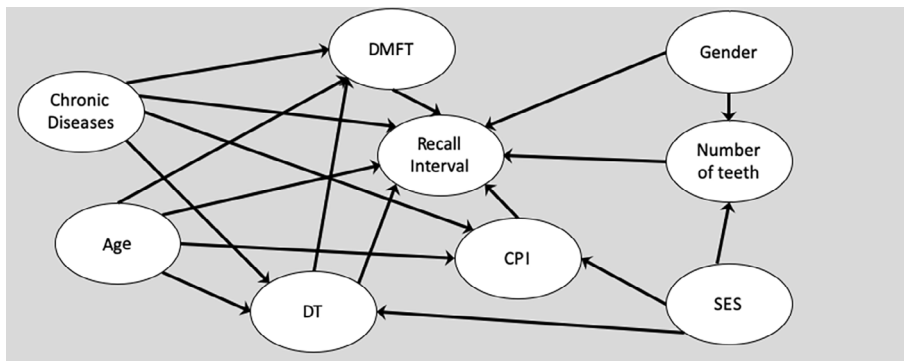 DMFT
Gender
Chronic
Diseases
Recall
Interval
Number
of teeth
Age
CPI
DT
SES